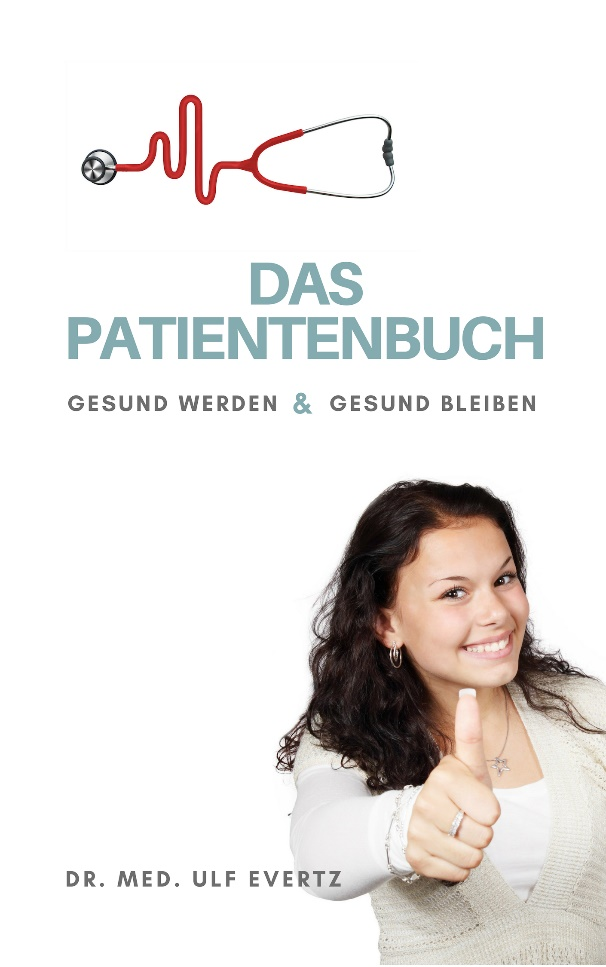 DAS
PATIENTENBUCH
GESUND WERDEN & GESUND BLEIBEN
DR. MED. ULF EVERTZ